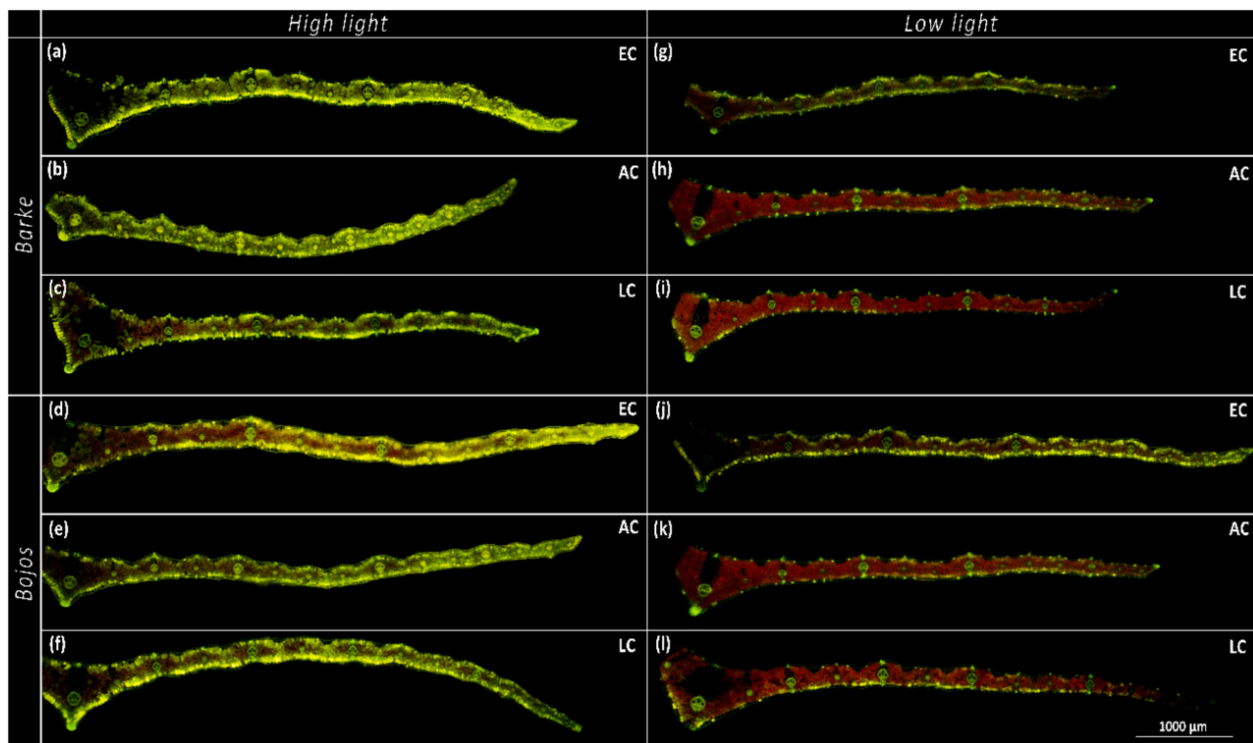 High light
Low light
Barke
(a) EC
(g) EC
(b) AC
(h) AC
(c) LC
(i) LC
Bojos
(d) EC
(j) EC
(e) AC
(k) AC
(f) LC
(l) LC
1000 µm